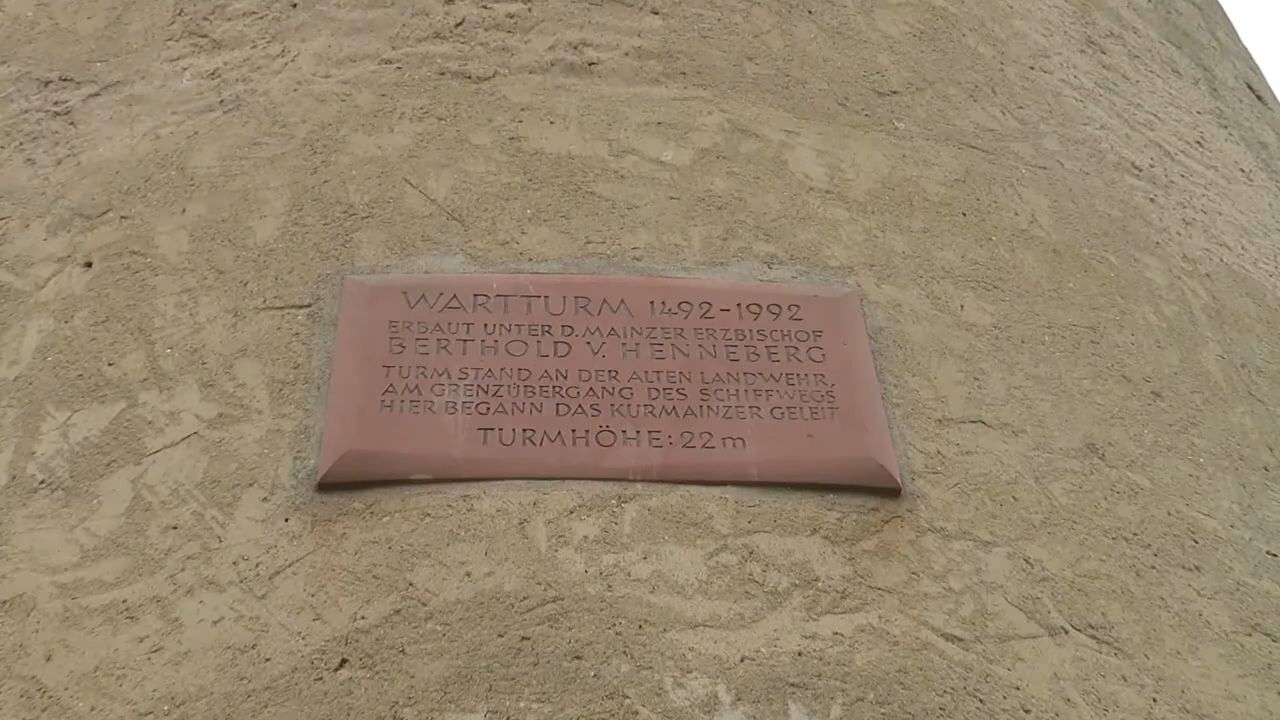 WARTTURM 1492-1992
ERBAUT UNTER D. MAINZER ERZBISCHOF
BERTHOLD V. HENNEBERG
TURM STAND AN DER ALTEN LANDWEHR,
AM GRENZÜBERGANG DES SCHIFFWEGS
HIER BEGANN DAS KURMAINZER GELEIT
TURMHÖHE: 22 m